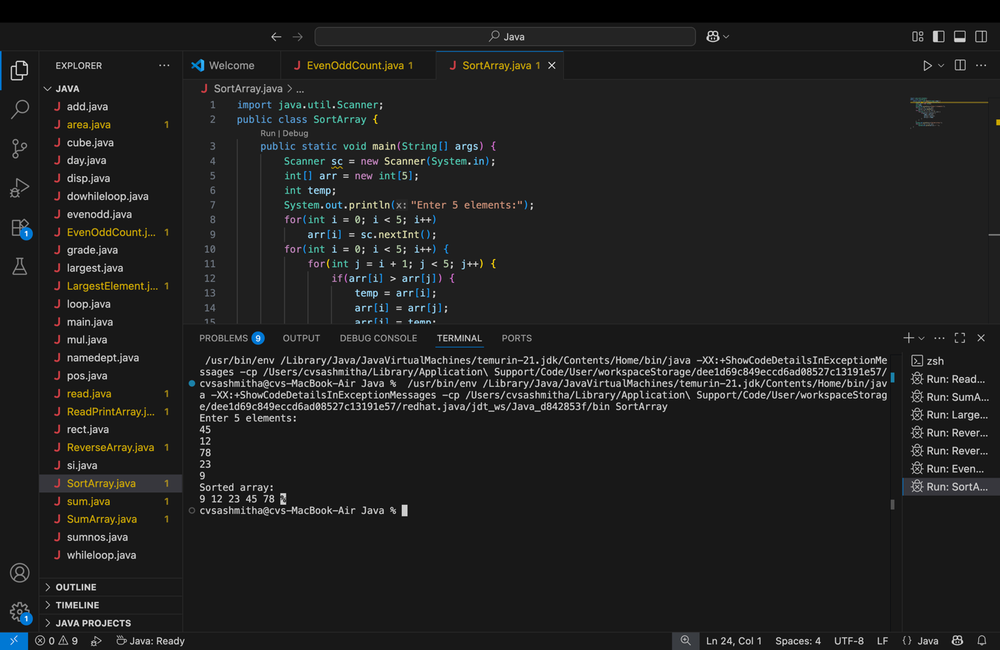 Java
EXPLORER
JAVA
add.java
area.java 1
cube.java
day.java
disp.java
dowhileloop.java
evenodd.java
EvenOddCount.j... 1
grade.java
largest.java
LargestElement.j... 1
loop.java
main.java
mul.java
namedept.java
pos.java
read.java 1
ReadPrintArray.j... 1
rect.java
ReverseArray.java 1
si.java
SortArray.java 1
sum.java 1
SumArray.java 1
sumnos.java
whileloop.java
OUTLINE
TIMELINE
JAVA PROJECTS
1
1
Welcome
EvenOddCount.java 1
SortArray.java 1
SortArray.java > ...
1 import java.util.Scanner;
2 public class SortArray {
Run | Debug
3 public static void main(String[] args) {
4 Scanner sc = new Scanner(System.in);
5 int[] arr = new int[5];
6 int temp;
7 System.out.println(x: "Enter 5 elements:");
8 for(int i = 0; i < 5; i++)
9 arr[i] = sc.nextInt();
10 for(int i = 0; i < 5; i++) {
11 for(int j = i + 1; j < 5; j++) {
12 if(arr[i] > arr[j]) {
13 temp = arr[i];
14 arr[i] = arr[j];
15 arr[j] = temp;
PROBLEMS 9 OUTPUT DEBUG CONSOLE TERMINAL PORTS
/usr/bin/env /Library/Java/JavaVirtualMachines/temurin-21.jdk/Contents/Home/bin/java -XX:+ShowCodeDetailsInExceptionMe
ssages -cp /Users/cvsashmitha/Library/Application\ Support/Code/User/workspaceStorage/dee1d69c849eccd6ad08527c13191e57/
cvsashmitha@cvs-MacBook-Air Java %  /usr/bin/env /Library/Java/JavaVirtualMachines/temurin-21.jdk/Contents/Home/bin/jav
a -XX:+ShowCodeDetailsInExceptionMessages -cp /Users/cvsashmitha/Library/Application\ Support/Code/User/workspaceStorag
e/dee1d69c849eccd6ad08527c13191e57/redhat.java/jdt_ws/Java_d842853f/bin SortArray
Enter 5 elements:
45
12
78
23
9
Sorted array:
9 12 23 45 78 %
cvsashmitha@cvs-MacBook-Air Java %
zsh
Run: Read...
Run: SumA...
Run: Large...
Run: Rever...
Run: Rever...
Run: Even...
Run: SortA...
0 9 Java: Ready
Ln 24, Col 1 Spaces: 4 UTF-8 LF {} Java